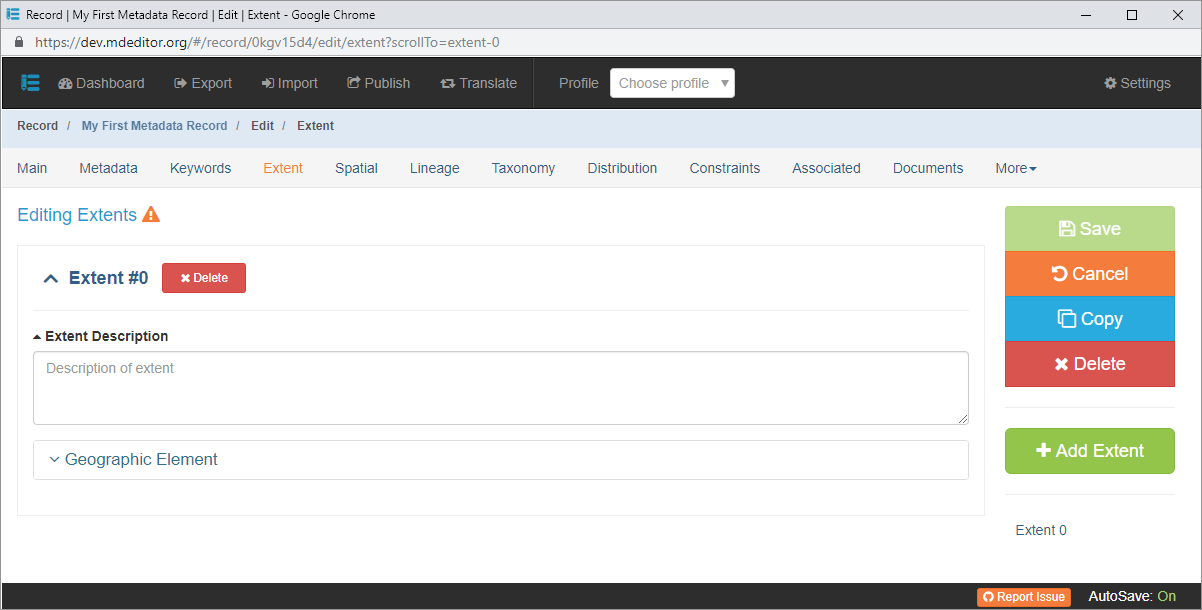 Record | My First Metadata Record | Edit | Extent - Google Chrome
https://dev.mdeditor.org/#/record/0kgv15d4/edit/extent?scrollTo=extent-0
Dashboard Export Import Publish Translate Profile Choose profile Settings
Record / My First Metadata Record / Edit / Extent
Main Metadata Keywords Extent Spatial Lineage Taxonomy Distribution Constraints Associated Documents More
Editing Extents
Extent #0 Delete
Extent Description
Description of extent
Geographic Element
Save
Cancel
Copy
Delete
Add Extent
Extent 0
Report Issue AutoSave: On